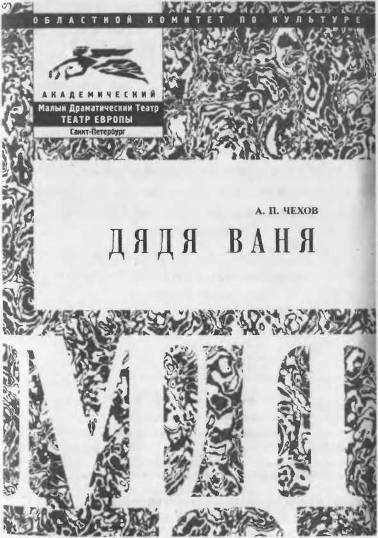 ОБЛАСТНОЙ КОМИТЕТ ПО КУЛЬТУРЕ
АКАДЕМИЧЕСКИЙ
Малый Драматический Театр
ТЕАТР ЕВРОПЫ
Санкт-Петербург
А. П. ЧЕХОВ
ДЯДЯ ВАНЯ
МДТ